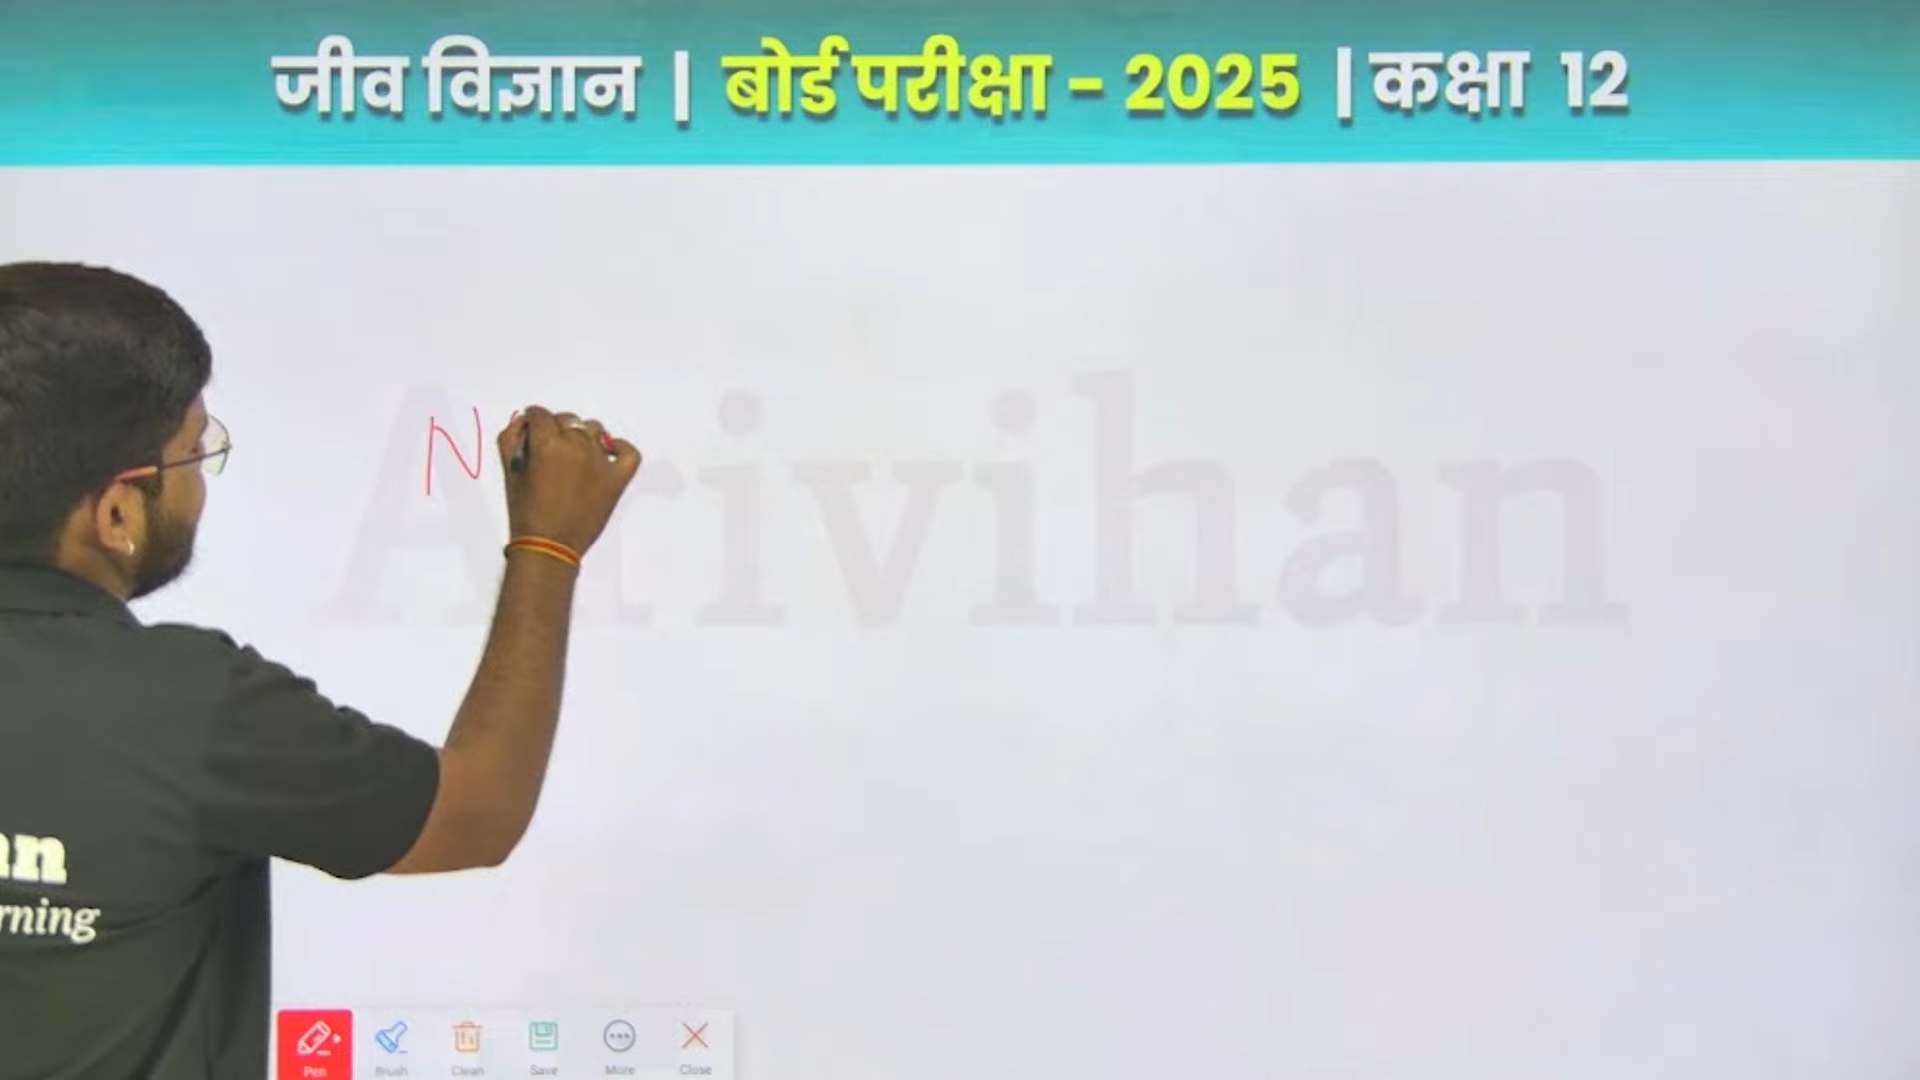 जीव विज्ञान | बोर्ड परीक्षा - 2025 | कक्षा 12
N
Arivihan
an
rning
Pen Brush Clean Save More Close